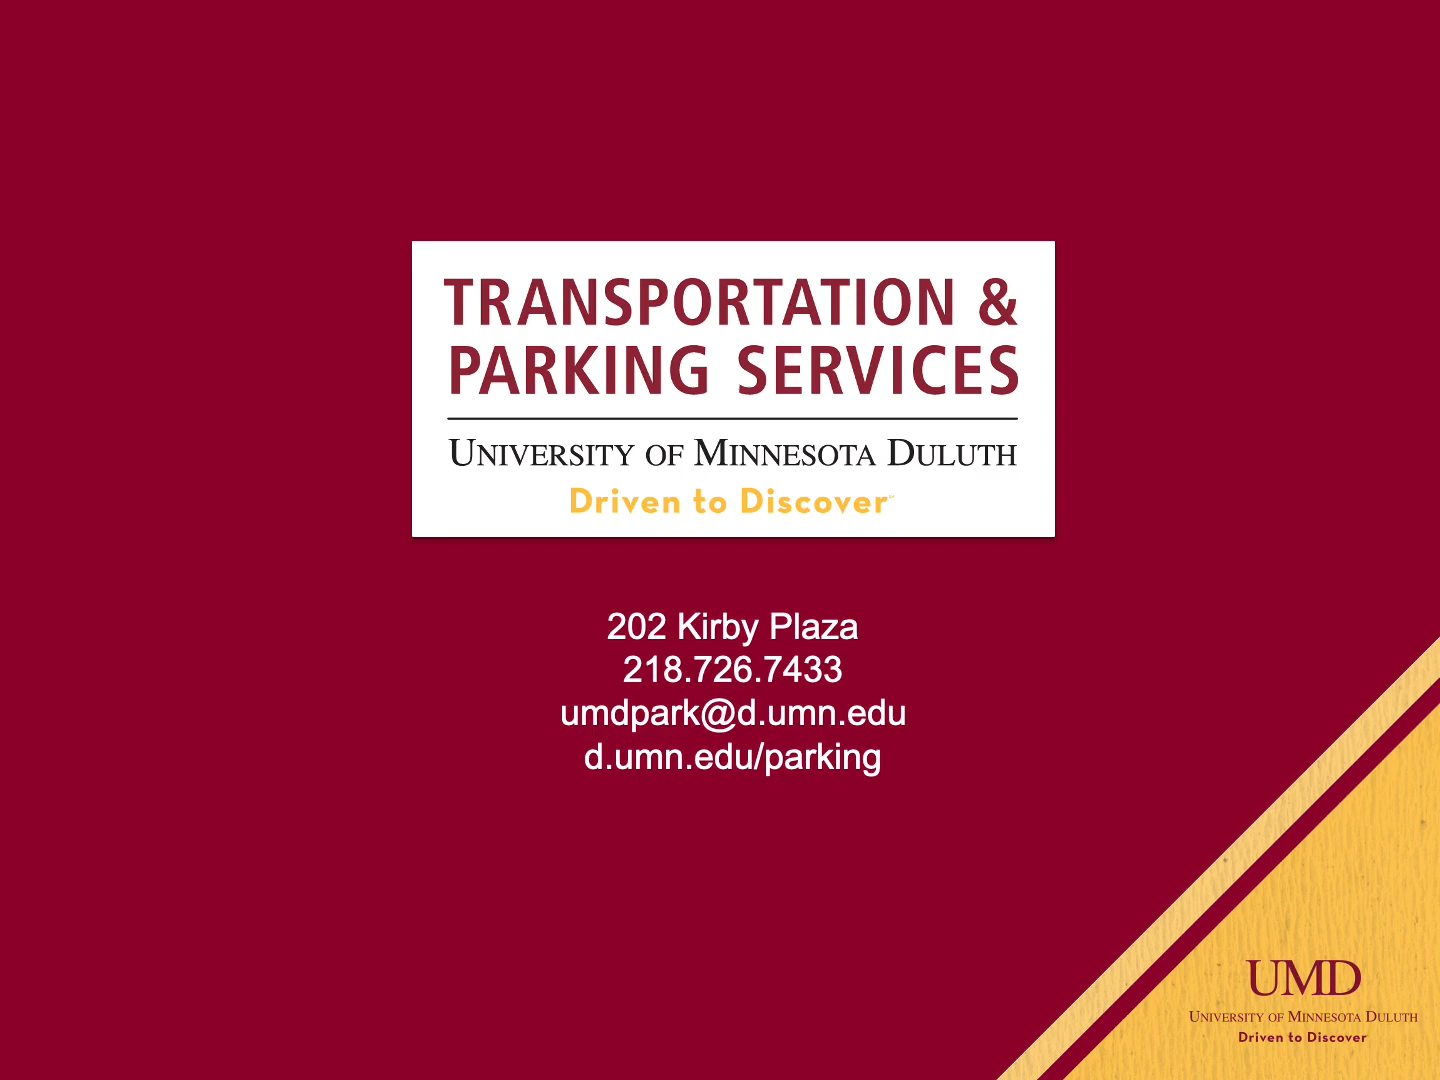 TRANSPORTATION &
PARKING SERVICES
UNIVERSITY OF MINNESOTA DULUTH
Driven to Discover
202 Kirby Plaza
218.726.7433
umdpark@d.umn.edu
d.umn.edu/parking
UMD
UNIVERSITY OF MINNESOTA DULUTH
Driven to Discover